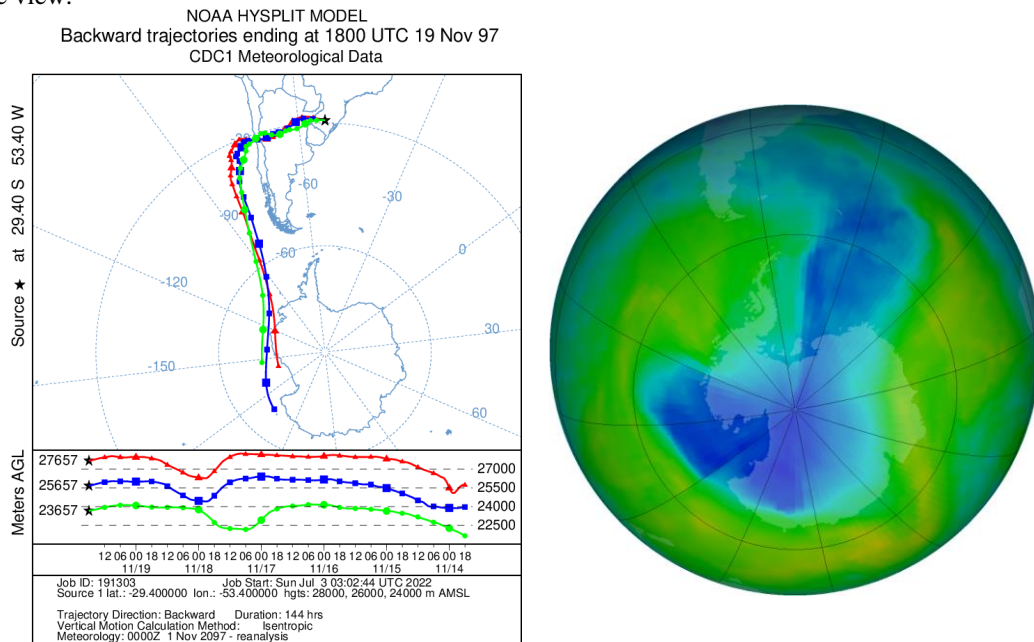 e view.
NOAA HYSPLIT MODEL
Backward trajectories ending at 1800 UTC 19 Nov 97
CDC1 Meteorological Data
Source ★ at 29.40 S 53.40 W
-30
-60
-30
-90
-60
0
-120
30
-150
60
Meters AGL
27657
27000
25657
25500
24000
23657
22500
12 06 00 18 12 06 00 18 12 06 00 18 12 06 00 18 12 06 00 18 12 06 00 18
11/19 11/18 11/17 11/16 11/15 11/14
Job ID: 191303 Job Start: Sun Jul 3 03:02:44 UTC 2022
Source 1 lat.: -29.400000 lon.: -53.400000 hgts: 28000, 26000, 24000 m AMSL
Trajectory Direction: Backward Duration: 144 hrs
Vertical Motion Calculation Method: Isentropic
Meteorology: 0000Z 1 Nov 2097 - reanalysis